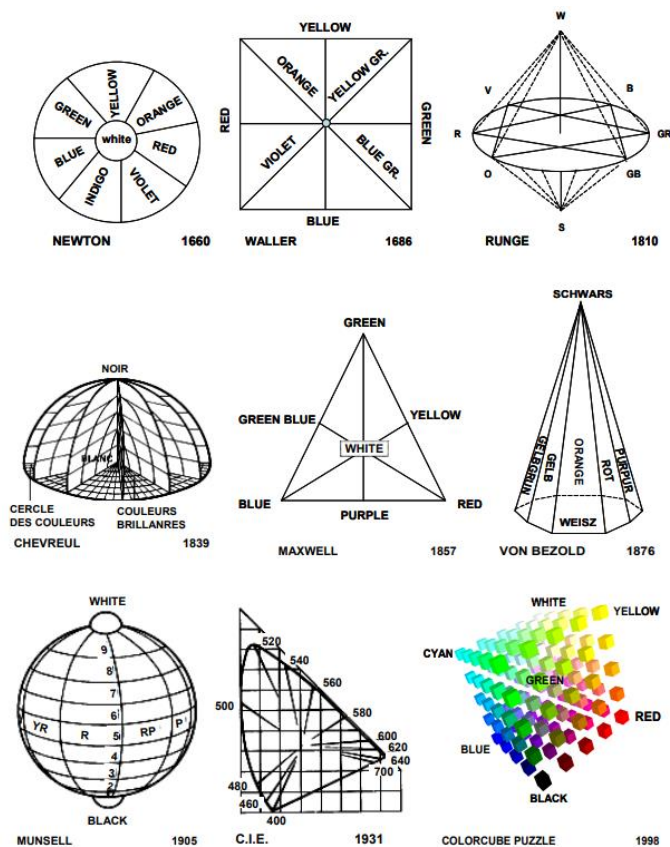 YELLOW
GREEN
ORANGE
white
BLUE
RED
INDIGO
VIOLET
NEWTON 1660
YELLOW
ORANGE
YELLOW GR.
RED
GREEN
VIOLET
BLUE GR.
BLUE
WALLER 1686
W
V
B
R
GR
O
GB
S
RUNGE 1810
NOIR
BLANC
CERCLE
DES COULEURS
COULEURS
BRILLANRES
CHEVREUL 1839
GREEN
GREEN BLUE
YELLOW
WHITE
BLUE
RED
PURPLE
MAXWELL 1857
SCHWARS
GELBGRUN
GELB
ORANGE
ROT
PURPUR
WEISZ
VON BEZOLD 1876
WHITE
9
8
7
6
YR
R
5
RP
P
4
3
2
BLACK
MUNSELL 1905
520
540
560
500
580
600
620
640
700
480
460
400
C.I.E. 1931
WHITE
YELLOW
CYAN
GREEN
RED
BLUE
BLACK
COLORCUBE PUZZLE 1998